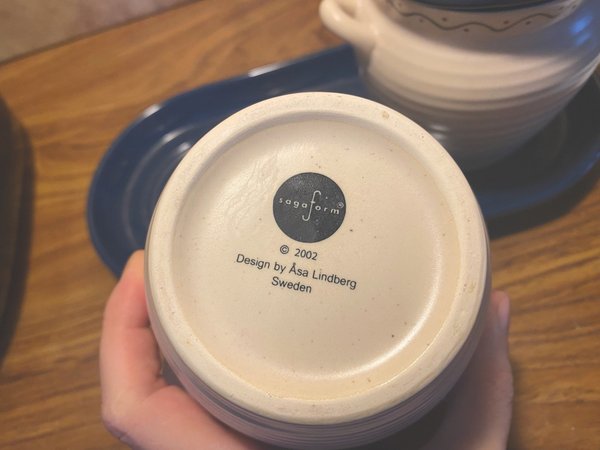 sagaform®
© 2002
Design by Åsa Lindberg
Sweden